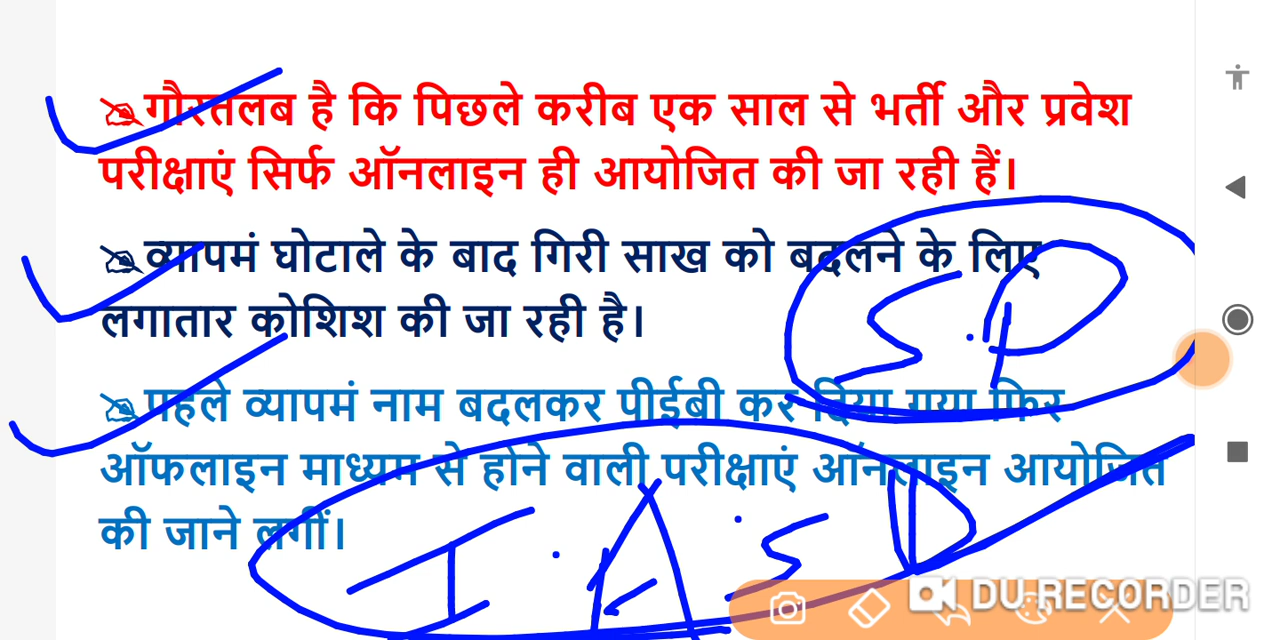 गौरतलब है कि पिछले करीब एक साल से भर्ती और प्रवेश
परीक्षाएं सिर्फ ऑनलाइन ही आयोजित की जा रही हैं।
व्यापमं घोटाले के बाद गिरी साख को बदलने के लिए
लगातार कोशिश की जा रही है।
S.P
पहले व्यापमं नाम बदलकर पीईबी कर दिया गया फिर
ऑफलाइन माध्यम से होने वाली परीक्षाएं ऑनलाइन आयोजित
की जाने लगीं।
DU RECORDER